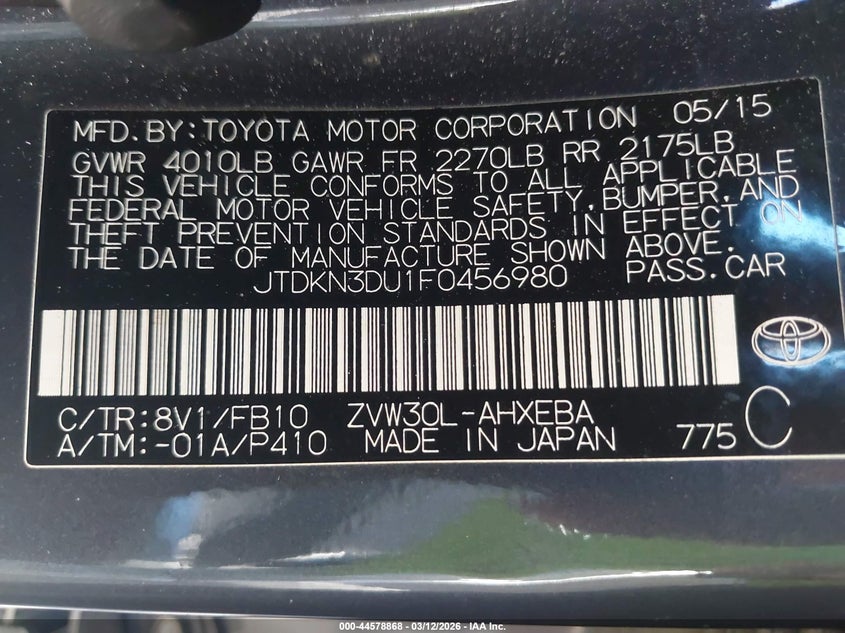 MFD.BY:TOYOTA MOTOR CORPORATION 05/15
GVWR 4010LB GAWR FR 2270LB RR 2175LB
THIS VEHICLE CONFORMS TO ALL APPLICABLE
FEDERAL MOTOR VEHICLE SAFETY,BUMPER,AND
THEFT PREVENTION STANDARDS IN EFFECT ON
THE DATE OF MANUFACTURE SHOWN ABOVE.
JTDKN3DU1F0456980 PASS.CAR
C/TR:8V1/FB10 ZVW30L-AHXEBA
A/TM:-01A/P410 MADE IN JAPAN 775 C
000-44578868 - 03/12/2026 - IAA Inc.